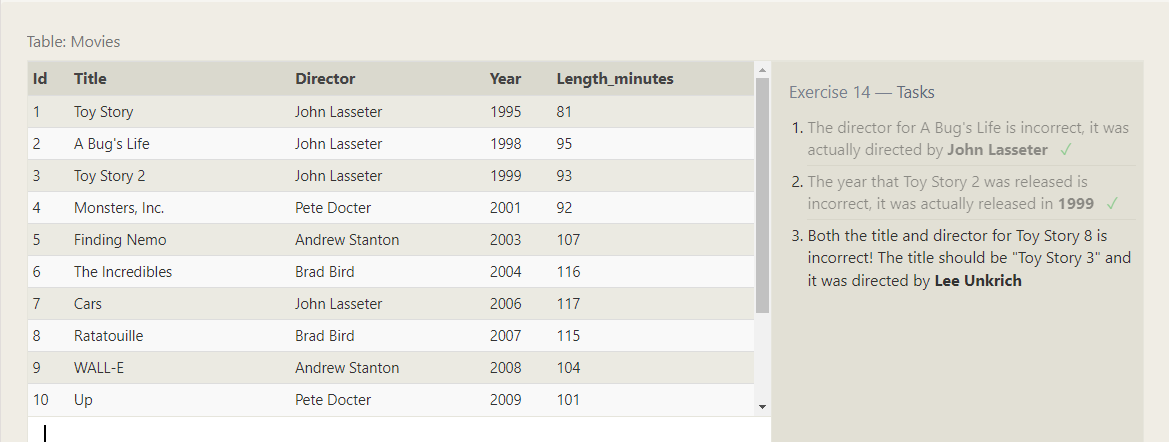 Table: Movies
Id Title Director Year Length_minutes
1 Toy Story John Lasseter 1995 81
2 A Bug's Life John Lasseter 1998 95
3 Toy Story 2 John Lasseter 1999 93
4 Monsters, Inc. Pete Docter 2001 92
5 Finding Nemo Andrew Stanton 2003 107
6 The Incredibles Brad Bird 2004 116
7 Cars John Lasseter 2006 117
8 Ratatouille Brad Bird 2007 115
9 WALL-E Andrew Stanton 2008 104
10 Up Pete Docter 2009 101
Exercise 14 — Tasks
1. The director for A Bug's Life is incorrect, it was
actually directed by John Lasseter ✓
2. The year that Toy Story 2 was released is
incorrect, it was actually released in 1999 ✓
3. Both the title and director for Toy Story 8 is
incorrect! The title should be "Toy Story 3" and
it was directed by Lee Unkrich